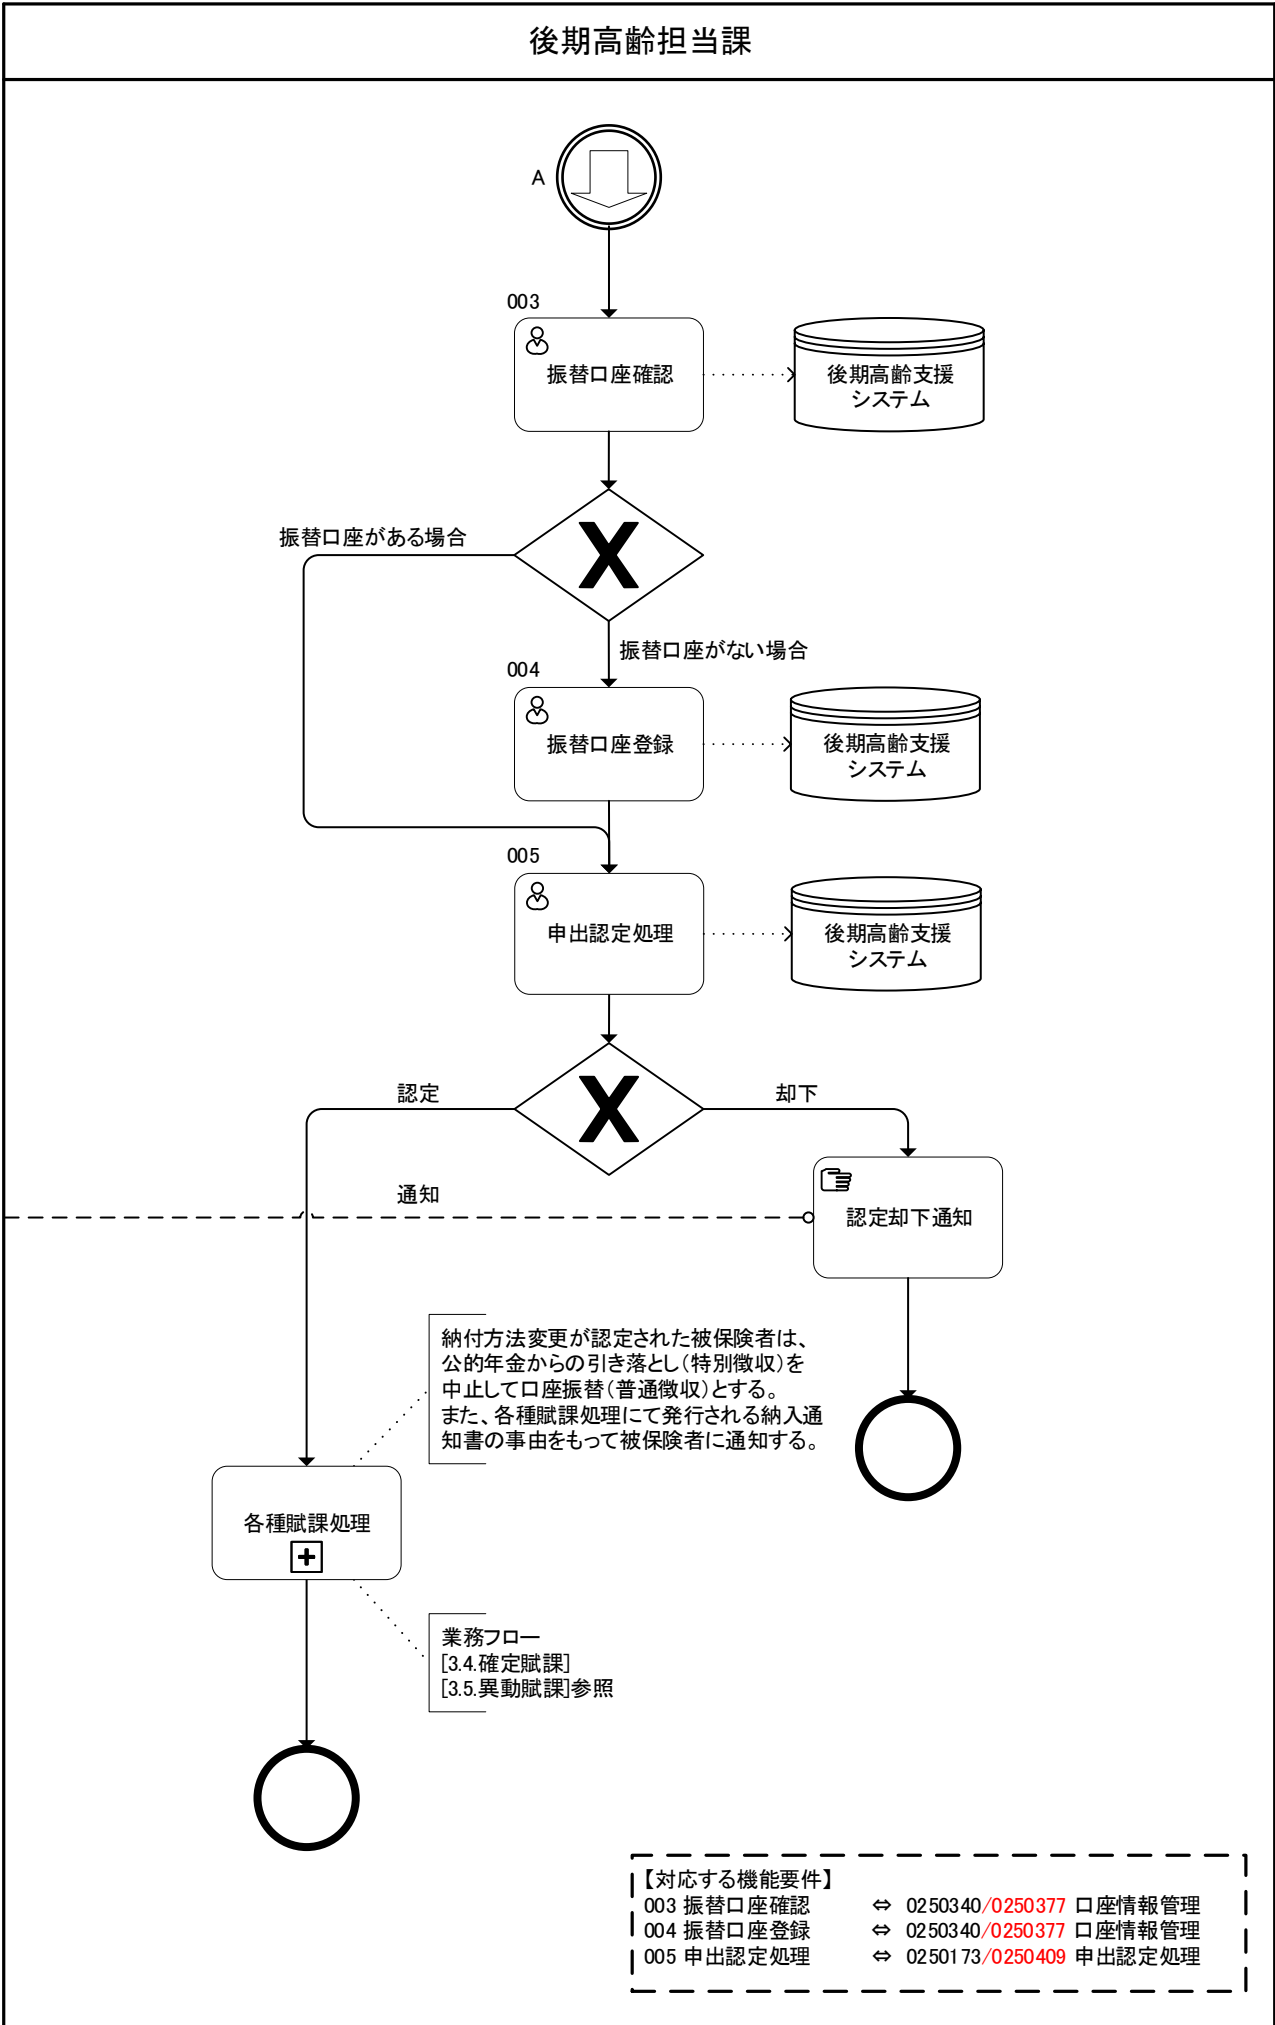 後期高齢担当課
A
003
振替口座確認
後期高齢支援
システム
振替口座がある場合
X
振替口座がない場合
004
振替口座登録
後期高齢支援
システム
005
申出認定処理
後期高齢支援
システム
認定
X
却下
通知
認定却下通知
納付方法変更が認定された被保険者は、
公的年金からの引き落とし（特別徴収）を
中止して口座振替（普通徴収）とする。
また、各種賦課処理にて発行される納入通
知書の事由をもって被保険者に通知する。
各種賦課処理
業務フロー
[3.4.確定賦課]
[3.5.異動賦課]参照
【対応する機能要件】
003 振替口座確認 ⇔ 0250340/0250377 口座情報管理
004 振替口座登録 ⇔ 0250340/0250377 口座情報管理
005 申出認定処理 ⇔ 0250173/0250409 申出認定処理